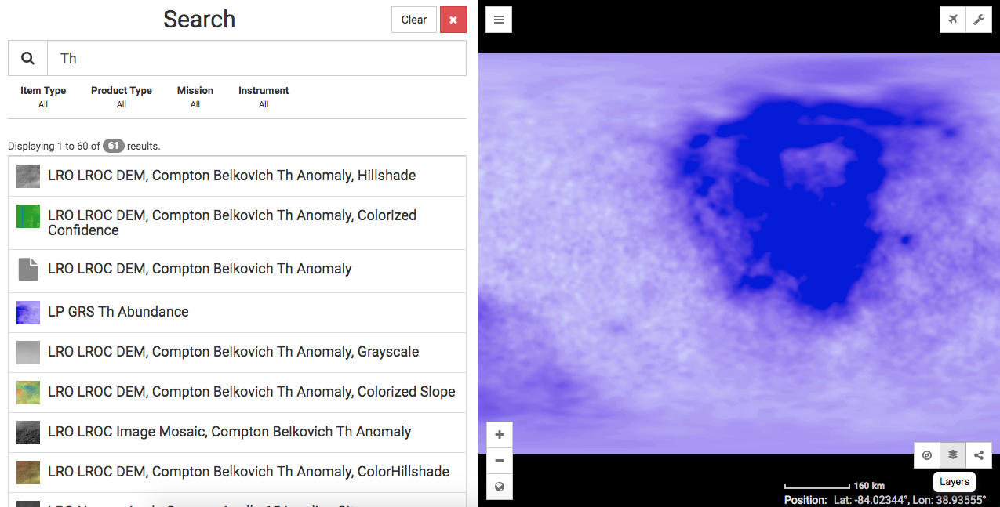 Search
Clear
Th
Item Type
All
Product Type
All
Mission
All
Instrument
All
Displaying 1 to 60 of 61 results.
LRO LROC DEM, Compton Belkovich Th Anomaly, Hillshade
LRO LROC DEM, Compton Belkovich Th Anomaly, Colorized
Confidence
LRO LROC DEM, Compton Belkovich Th Anomaly
LP GRS Th Abundance
LRO LROC DEM, Compton Belkovich Th Anomaly, Grayscale
LRO LROC DEM, Compton Belkovich Th Anomaly, Colorized Slope
LRO LROC Image Mosaic, Compton Belkovich Th Anomaly
LRO LROC DEM, Compton Belkovich Th Anomaly, ColorHillshade
Layers
160 km
Position: Lat: -84.02344°, Lon: 38.93555°